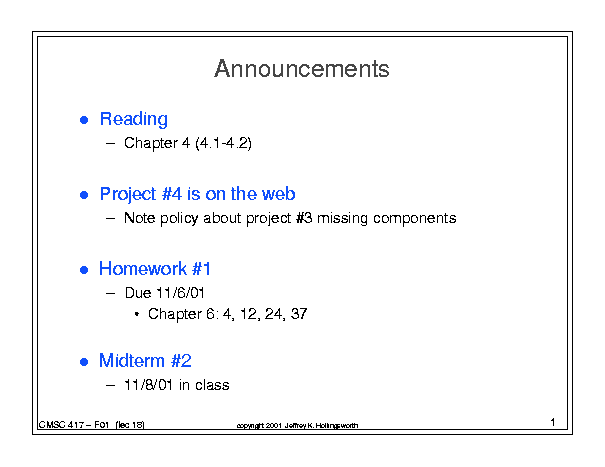 Announcements
● Reading
– Chapter 4 (4.1-4.2)
● Project #4 is on the web
– Note policy about project #3 missing components
● Homework #1
– Due 11/6/01
• Chapter 6: 4, 12, 24, 37
● Midterm #2
– 11/8/01 in class
CMSC 417 – F01 (lec 18)
copyright 2001 Jeffrey K. Hollingsworth
1